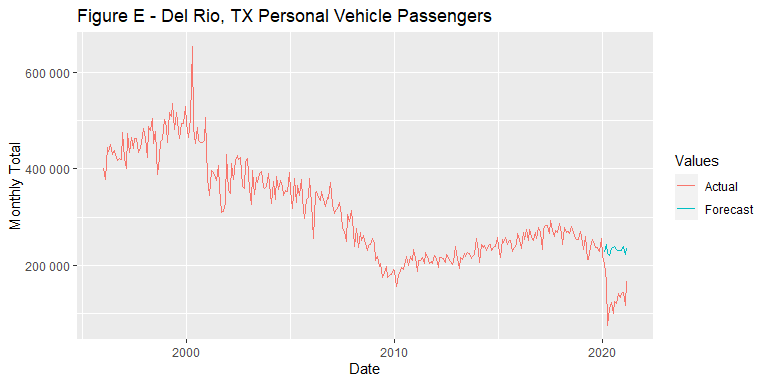 Figure E - Del Rio, TX Personal Vehicle Passengers
Monthly Total
600 000
400 000
200 000
2000
2010
2020
Date
Values
Actual
Forecast